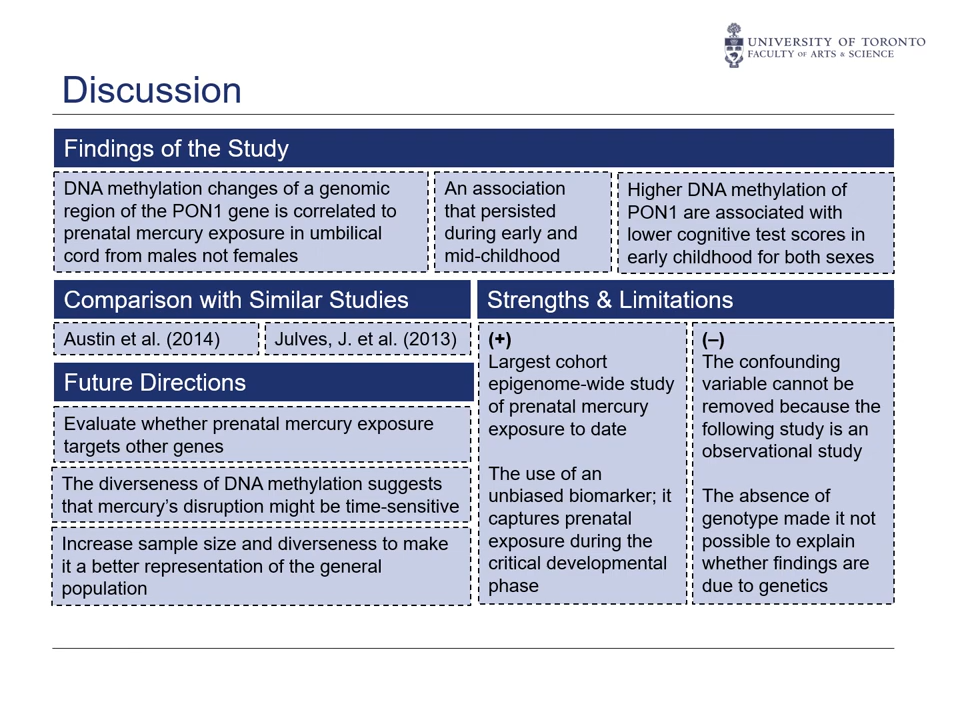 UNIVERSITY OF TORONTO
FACULTY OF ARTS & SCIENCE
Discussion
Findings of the Study
DNA methylation changes of a genomic
region of the PON1 gene is correlated to
prenatal mercury exposure in umbilical
cord from males not females
An association
that persisted
during early and
mid-childhood
Higher DNA methylation of
PON1 are associated with
lower cognitive test scores in
early childhood for both sexes
Comparison with Similar Studies
Austin et al. (2014)
Julves, J. et al. (2013)
Future Directions
Evaluate whether prenatal mercury exposure
targets other genes
The diverseness of DNA methylation suggests
that mercury’s disruption might be time-sensitive
Increase sample size and diverseness to make
it a better representation of the general
population
Strengths & Limitations
(+)
Largest cohort
epigenome-wide study
of prenatal mercury
exposure to date
The use of an
unbiased biomarker; it
captures prenatal
exposure during the
critical developmental
phase
(–)
The confounding
variable cannot be
removed because the
following study is an
observational study
The absence of
genotype made it not
possible to explain
whether findings are
due to genetics